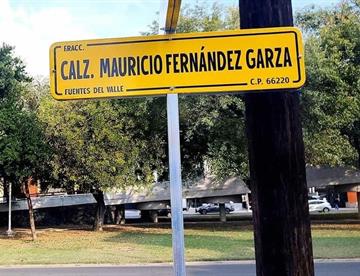 FRACC.
CALZ. MAURICIO FERNÁNDEZ GARZA
FUENTES DEL VALLE C.P. 66220